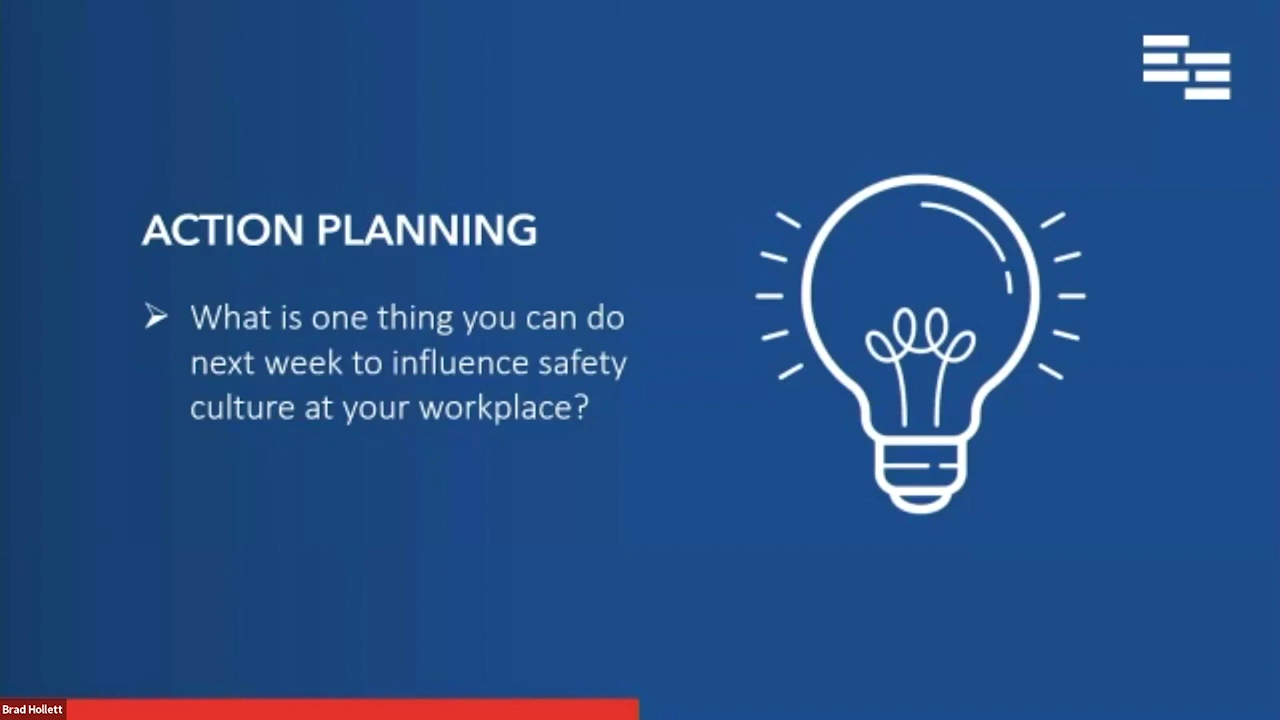 ACTION PLANNING
➢ What is one thing you can do
next week to influence safety
culture at your workplace?
Brad Hollett